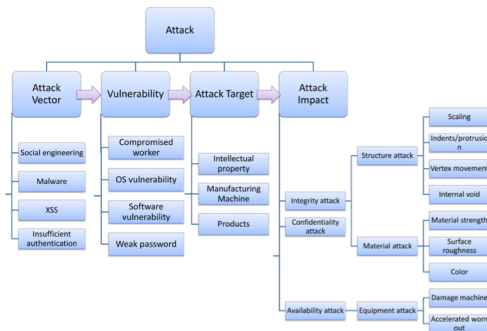 Attack
Attack
Vector
Vulnerability
Attack Target
Attack
Impact
Social engineering
Malware
XSS
Insufficient
authentication
Compromised
worker
OS vulnerability
Software
vulnerability
Weak password
Intellectual
property
Manufacturing
Machine
Products
Integrity attack
Confidentiality
attack
Availability attack
Structure attack
Material attack
Equipment attack
Scaling
Indents/protrusio
n
Vertex movement
Internal void
Material strength
Surface
roughness
Color
Damage machine
Accelerated worn
out